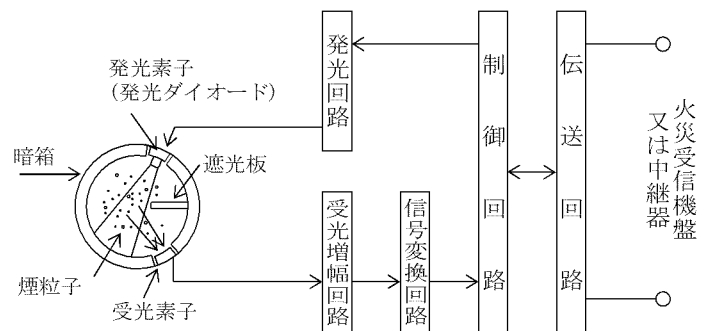 発光素子
(発光ダイオード)
暗箱
遮光板
煙粒子
受光素子
発光回路
受光増幅回路
信号変換回路
制御回路
伝送回路
火災受信機盤
又は中継器